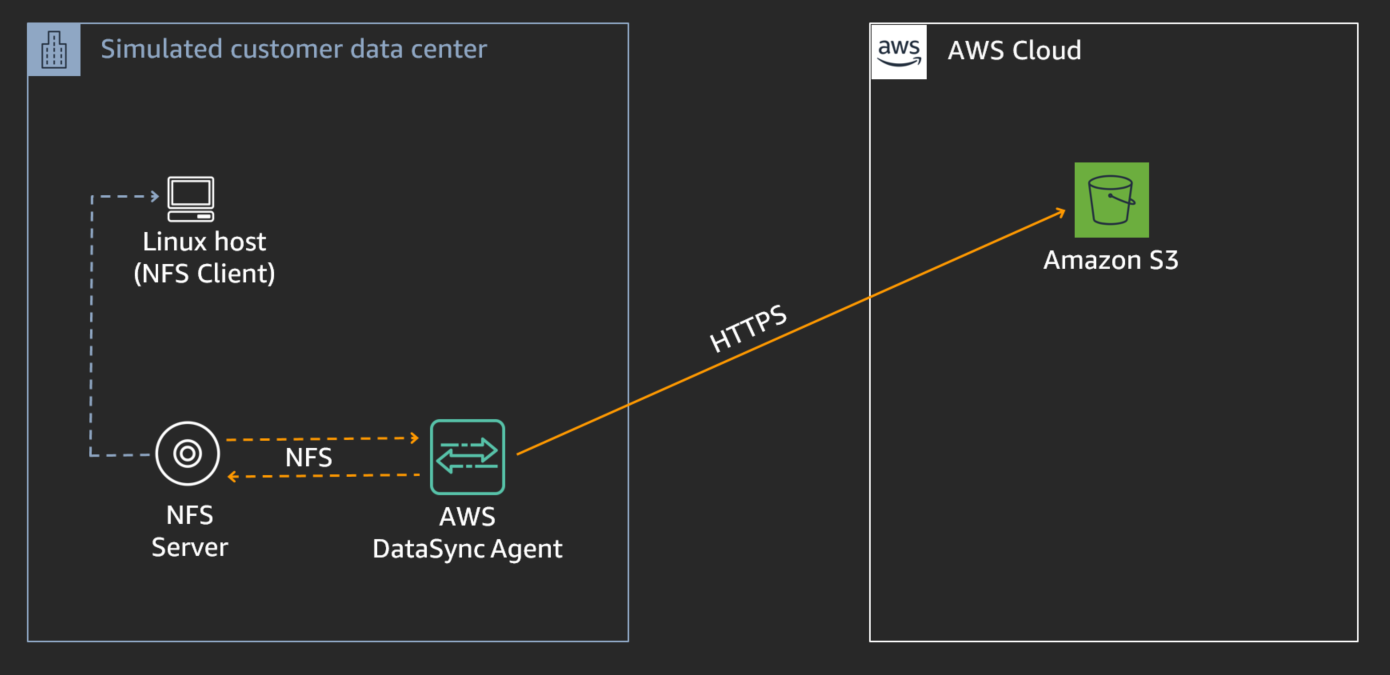 Simulated customer data center
aws
AWS Cloud
Linux host
(NFS Client)
Amazon S3
HTTPS
NFS
NFS
Server
AWS
DataSync Agent